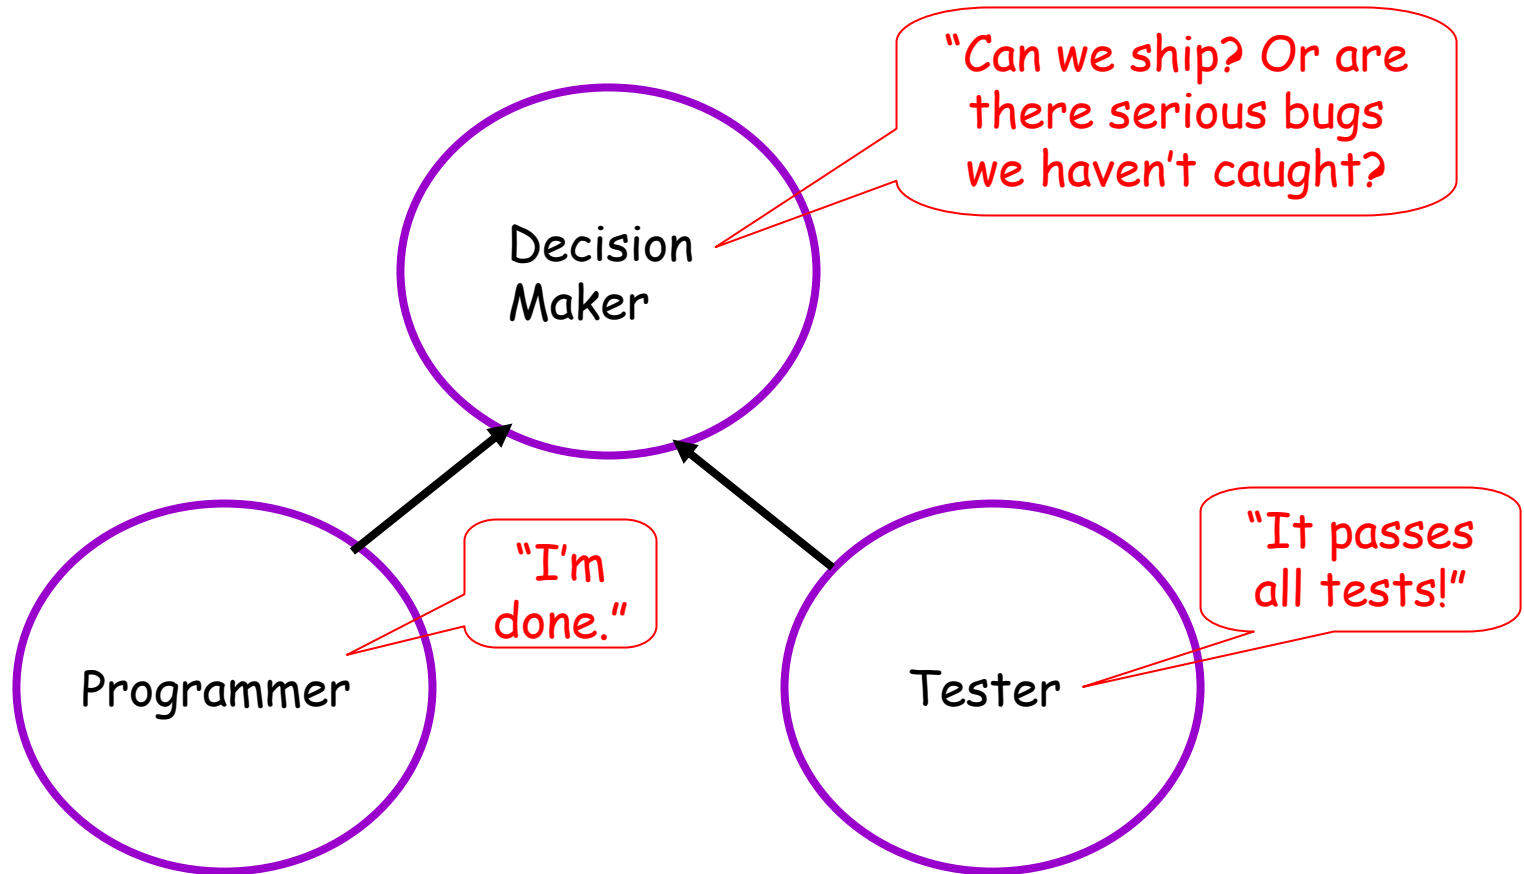 “Can we ship? Or are
there serious bugs
we haven’t caught?
Decision
Maker
“I’m
done.”
“It passes
all tests!”
Programmer
Tester